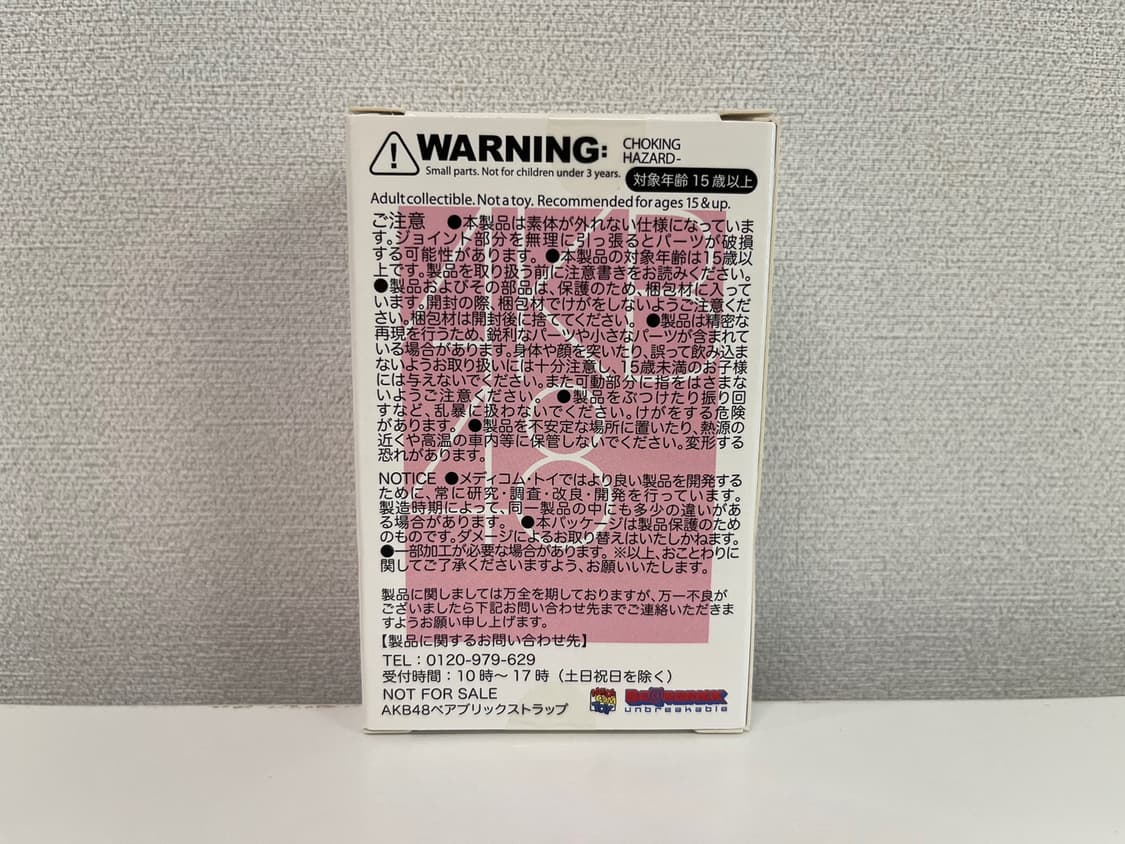 WARNING: CHOKING
HAZARD-
Small parts. Not for children under 3 years.
対象年齢15歳以上
Adult collectible. Not a toy. Recommended for ages 15 & up.
ご注意 ●本製品は素体が外れない仕様になっていま
す。ジョイント部分を無理に引っ張るとパーツが破損
する可能性があります。●本製品の対象年齢は15歳以
上です。製品を取り扱う前に注意書きをお読みください。
●製品およびその部品は、保護のため、梱包材に入って
います。開封の際、梱包材でけがをしないようご注意くだ
さい。梱包材は開封後に捨ててください。●製品は精密な
再現を行うため、鋭利なパーツや小さなパーツが含まれて
いる場合があります。身体や顔を突いたり、誤って飲み込ま
ないようお取り扱いには十分注意し、15歳未満のお子様
には与えないでください。また可動部分に指をはさまな
いようご注意ください。●製品をぶつけたり振り回
すなど、乱暴に扱わないでください。けがをする危険
があります。●製品を不安定な場所に置いたり、熱源の
近くや高温の車内等に保管しないでください。変形する
恐れがあります。
NOTICE ●メディコム・トイではより良い製品を開発する
ために、常に研究・調査・改良・開発を行っています。
製造時期によって、同一製品の中にも多少の違いがあ
る場合があります。●本パッケージは製品保護のため
のものです。ダメージによるお取り替えはいたしかねます。
●一部加工が必要な場合があります。※以上、おことわりに
関してご了承くださいますよう、お願いいたします。
製品に関しましては万全を期しておりますが、万一不良が
ございましたら下記お問い合わせ先までご連絡いただきま
すようお願い申し上げます。
【製品に関するお問い合わせ先】
TEL：0120-979-629
受付時間：10時〜17時（土日祝日を除く）
NOT FOR SALE
AKB48ベアブリックストラップ
BE@RBRICK
unbreakable
AKB
48